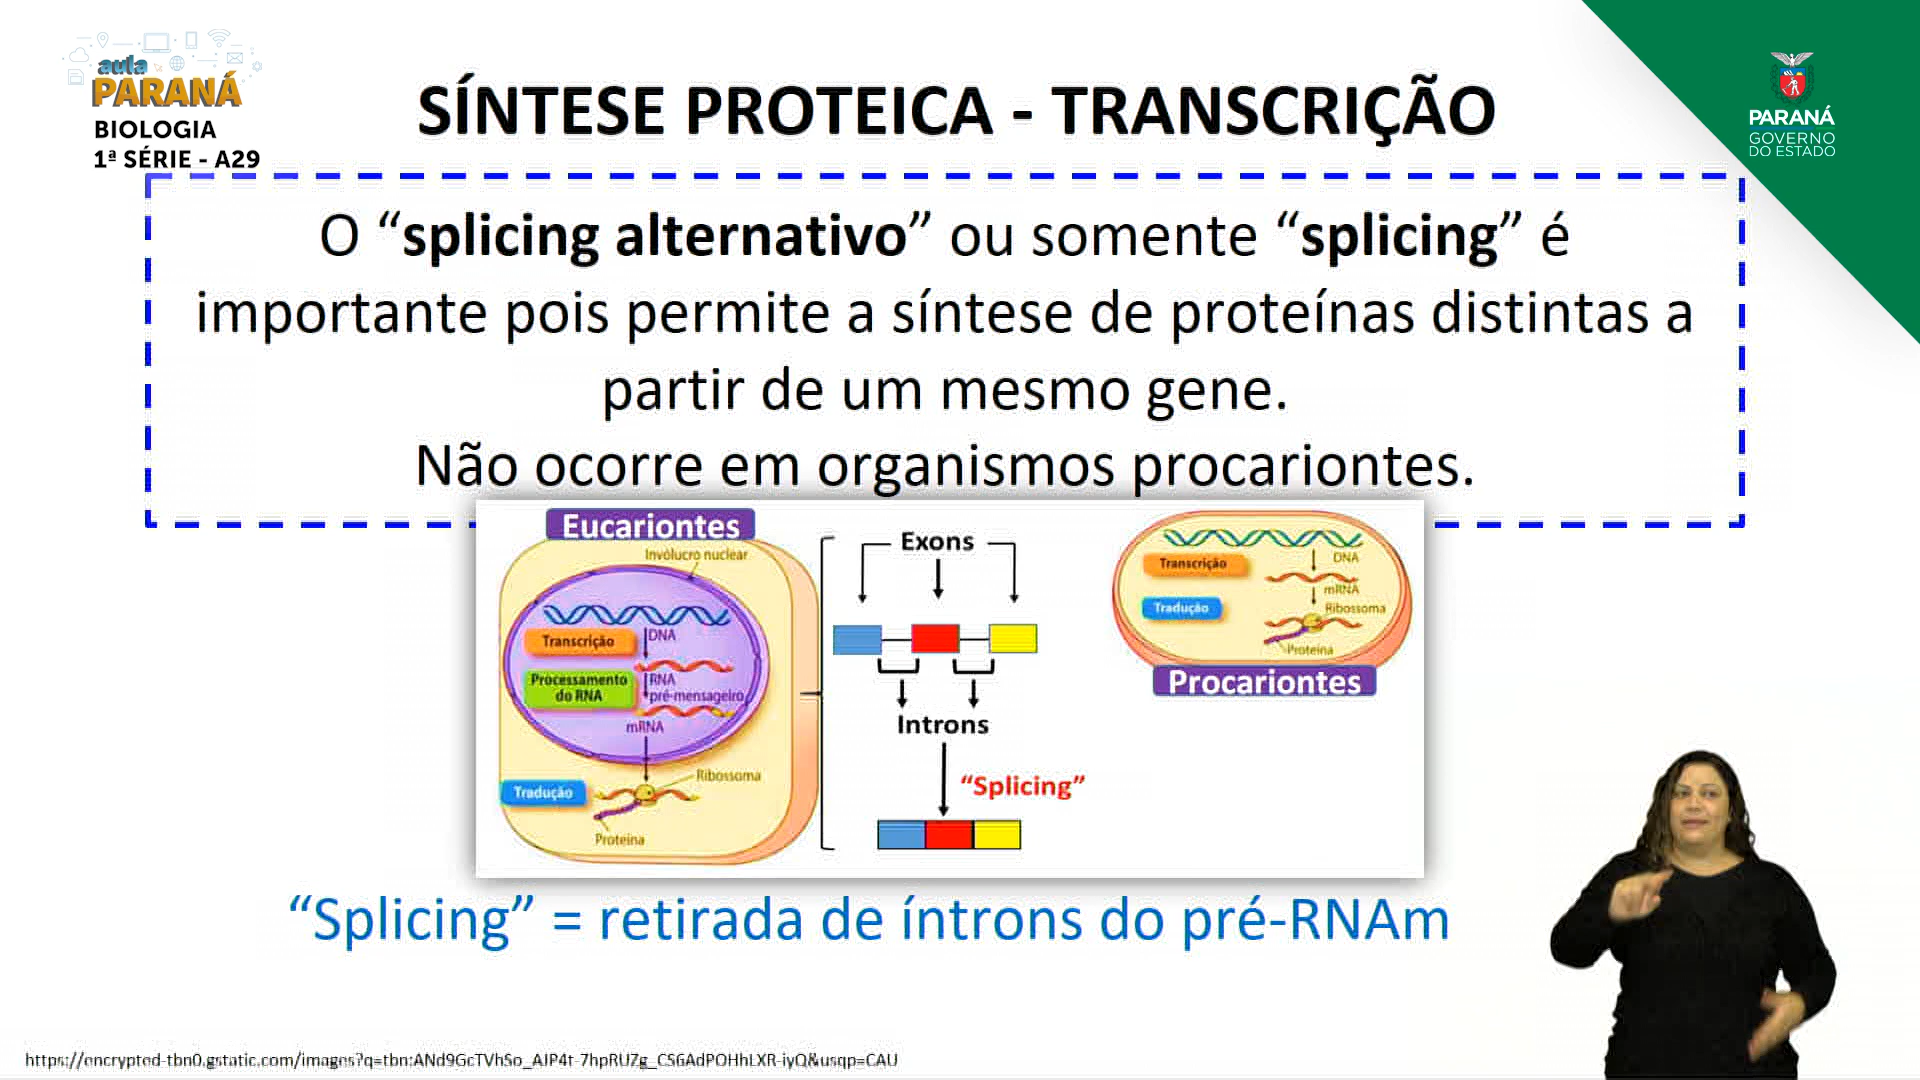 aula
PARANÁ
BIOLOGIA
1ª SÉRIE - A29
SÍNTESE PROTEICA - TRANSCRIÇÃO
PARANÁ
GOVERNO
DO ESTADO
O “splicing alternativo” ou somente “splicing” é
importante pois permite a síntese de proteínas distintas a
partir de um mesmo gene.
Não ocorre em organismos procariontes.
Eucariontes
Invólucro nuclear
Transcrição
DNA
Processamento
do RNA
RNA
pré-mensageiro
mRNA
Ribossoma
Tradução
Proteína
Exons
Introns
“Splicing”
Transcrição
DNA
mRNA
Tradução
Ribossoma
Proteína
Procariontes
“Splicing” = retirada de íntrons do pré-RNAm
https://encrypted-tbn0.gstatic.com/images?q=tbn:ANd9GcTVhSo_AJP4t-7hpRUZg_CSGAdPOHhLXR-iyQ&usqp=CAU